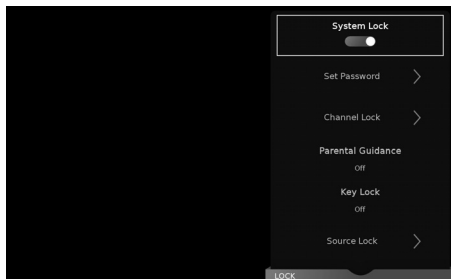 System Lock
Set Password
Channel Lock
Parental Guidance
Off
Key Lock
Off
Source Lock
LOCK